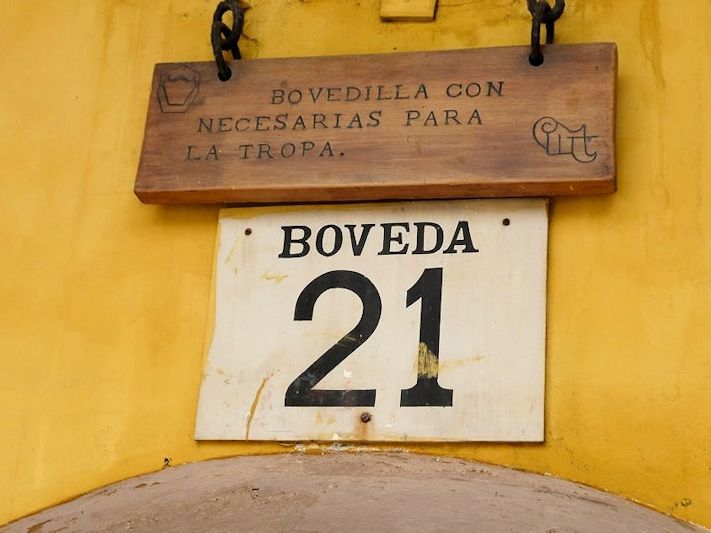 BOVEDILLA CON
NECESARIAS PARA
LA TROPA.
BOVEDA
21